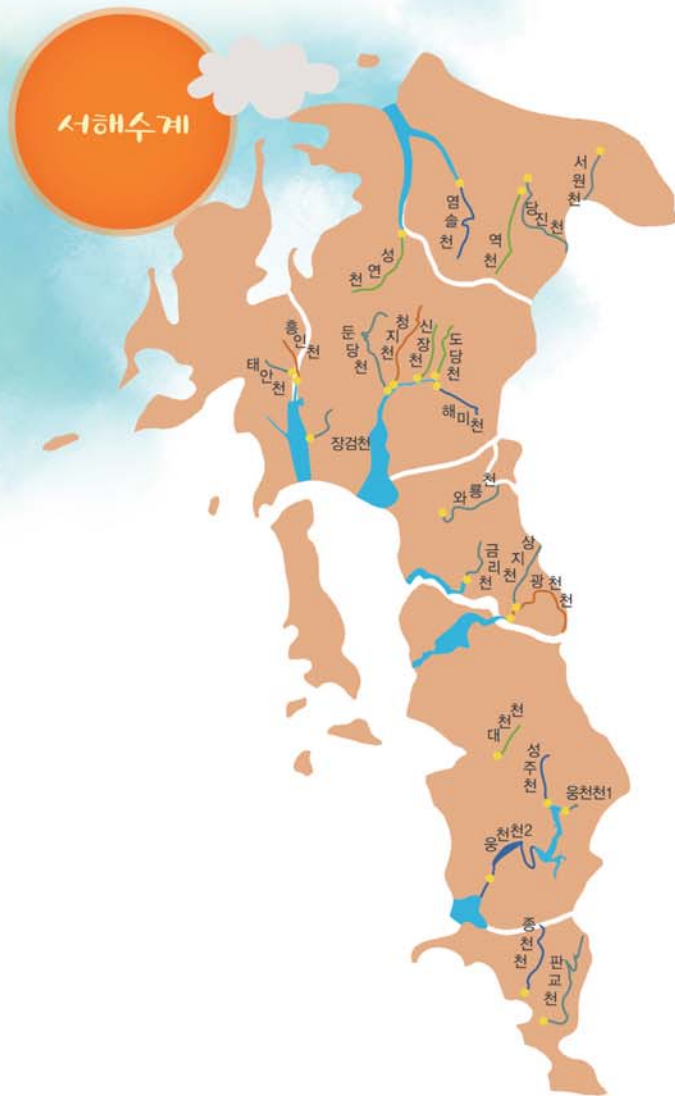 서해수계
서원천
당진천
역천
염솔천
성연천
흥인천
태안천
둔당천
청지천
신장천
도당천
해미천
장검천
와룡천
금리천
상지천
광천천
대천천
성주천
웅천천1
웅천천2
종천천
판교천